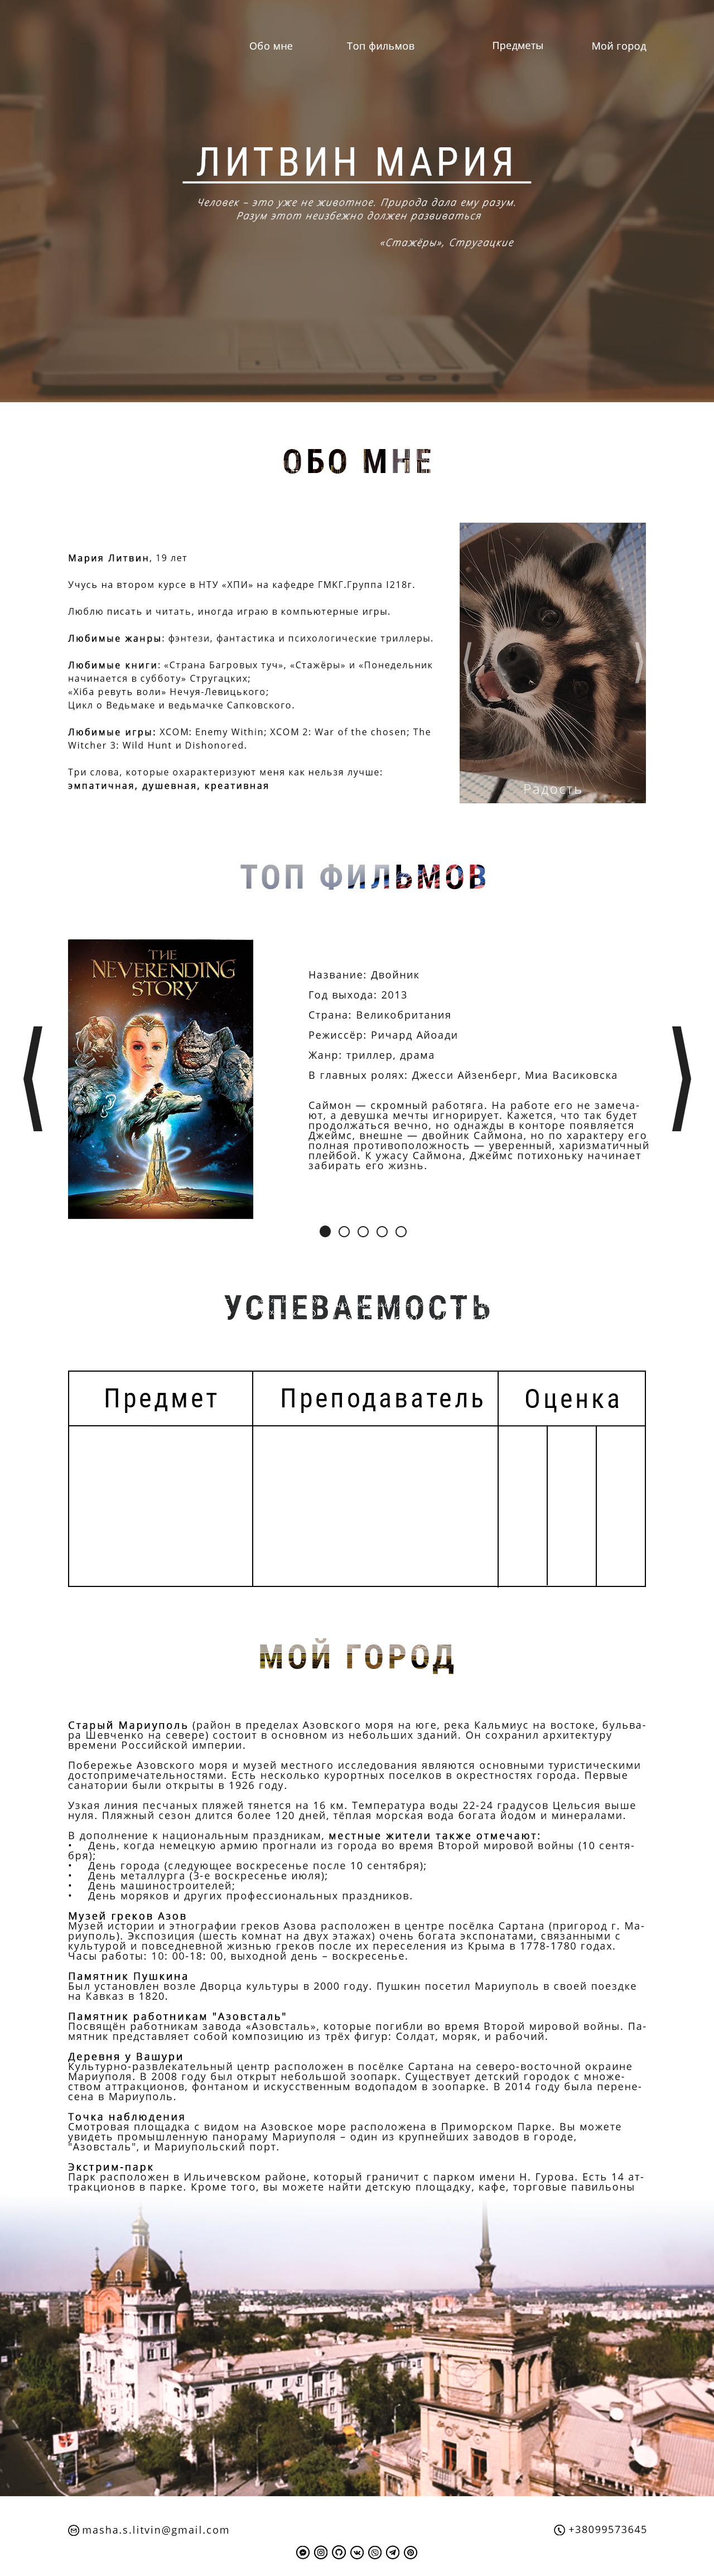 Обо мне Топ фильмов Предметы Мой город
ЛИТВИН МАРИЯ
Человек – это уже не животное. Природа дала ему разум.
Разум этот неизбежно должен развиваться
«Стажёры», Стругацкие
ОБО МНЕ
Мария Литвин, 19 лет
Учусь на втором курсе в НТУ «ХПИ» на кафедре ГМКГ.Группа І218г.
Люблю писать и читать, иногда играю в компьютерные игры.
Любимые жанры: фэнтези, фантастика и психологические триллеры.
Любимые книги: «Страна Багровых туч», «Стажёры» и «Понедельник
начинается в субботу» Стругацких;
«Хіба ревуть воли» Нечуя-Левицького;
Цикл о Ведьмаке и ведьмачке Сапковского.
Любимые игры: XCOM: Enemy Within; XCOM 2: War of the chosen; The
Witcher 3: Wild Hunt и Dishonored.
Три слова, которые охарактеризуют меня как нельзя лучше:
эмпатичная, душевная, креативная
Радость
ТОП ФИЛЬМОВ
THE
NEVERENDING
STORY
Название: Двойник
Год выхода: 2013
Страна: Великобритания
Режиссёр: Ричард Айоади
Жанр: триллер, драма
В главных ролях: Джесси Айзенберг, Миа Васиковска
Саймон — скромный работяга. На работе его не замеча-
ют, а девушка мечты игнорирует. Кажется, что так будет
продолжаться вечно, но однажды в конторе появляется
Джеймс, внешне — двойник Саймона, но по характеру его
полная противоположность — уверенный, харизматичный
плейбой. К ужасу Саймона, Джеймс потихоньку начинает
забирать его жизнь.
УСПЕВАЕМОСТЬ
Предмет Преподаватель Оценка
МОЙ ГОРОД
Старый Мариуполь (район в пределах Азовского моря на юге, река Кальмиус на востоке, бульва-
ра Шевченко на севере) состоит в основном из небольших зданий. Он сохранил архитектуру
времени Российской империи.
Побережье Азовского моря и музей местного исследования являются основными туристическими
достопримечательностями. Есть несколько курортных поселков в окрестностях города. Первые
санатории были открыты в 1926 году.
Узкая линия песчаных пляжей тянется на 16 км. Температура воды 22-24 градусов Цельсия выше
нуля. Пляжный сезон длится более 120 дней, тёплая морская вода богата йодом и минералами.
В дополнение к национальным праздникам, местные жители также отмечают:
• День, когда немецкую армию прогнали из города во время Второй мировой войны (10 сентя-
бря);
• День города (следующее воскресенье после 10 сентября);
• День металлурга (3-е воскресенье июля);
• День машиностроителей;
• День моряков и других профессиональных праздников.
Музей греков Азов
Музей истории и этнографии греков Азова расположен в центре посёлка Сартана (пригород г. Ма-
риуполь). Экспозиция (шесть комнат на двух этажах) очень богата экспонатами, связанными с
культурой и повседневной жизнью греков после их переселения из Крыма в 1778-1780 годах.
Часы работы: 10: 00-18: 00, выходной день – воскресенье.
Памятник Пушкина
Был установлен возле Дворца культуры в 2000 году. Пушкин посетил Мариуполь в своей поездке
на Кавказ в 1820.
Памятник работникам "Азовсталь"
Посвящён работникам завода «Азовсталь», которые погибли во время Второй мировой войны. Па-
мятник представляет собой композицию из трёх фигур: Солдат, моряк, и рабочий.
Деревня у Вашури
Культурно-развлекательный центр расположен в посёлке Сартана на северо-восточной окраине
Мариуполя. В 2008 году был открыт небольшой зоопарк. Существует детский городок с множе-
ством аттракционов, фонтаном и искусственным водопадом в зоопарке. В 2014 году была перене-
сена в Мариуполь.
Точка наблюдения
Смотровая площадка с видом на Азовское море расположена в Приморском Парке. Вы можете
увидеть промышленную панораму Мариуполя – один из крупнейших заводов в городе,
"Азовсталь", и Мариупольский порт.
Экстрим-парк
Парк расположен в Ильичевском районе, который граничит с парком имени Н. Гурова. Есть 14 ат-
тракционов в парке. Кроме того, вы можете найти детскую площадку, кафе, торговые павильоны
masha.s.litvin@gmail.com +38099573645